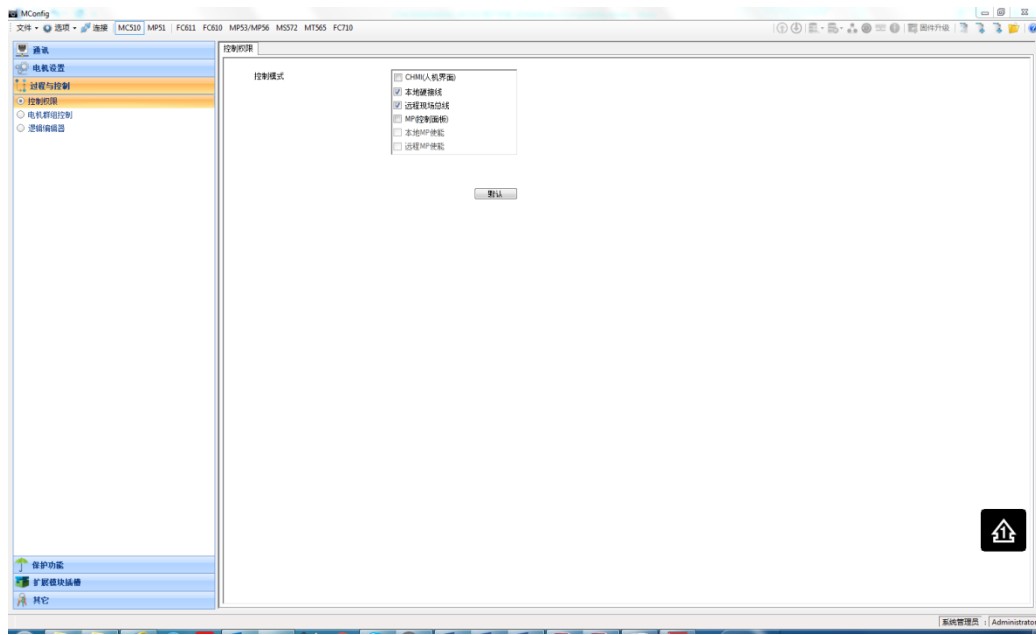 MConfig
文件 选项 连接 MC510 MP51 FC611 FC610 MP53/MP56 MS572 MT565 FC710 固件升级
通讯
电机设置
过程与控制
控制权限
电机群组控制
逻辑编辑器
保护功能
扩展模块插槽
其它
控制权限
控制模式
CHMI(人机界面)
本地硬接线
远程现场总线
MP(控制面板)
本地MP使能
远程MP使能
默认
1
系统管理员 : Administrator